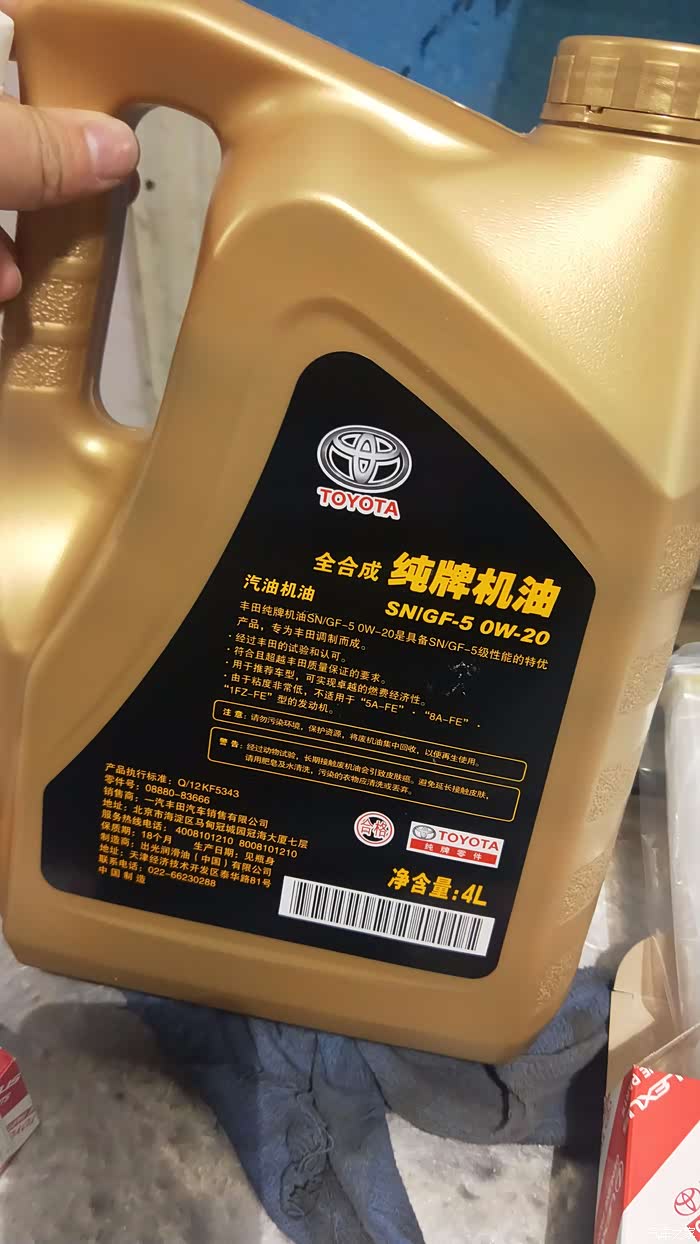 TOYOTA
全合成 纯牌机油
汽油机油
SN/GF-5 0W-20
丰田纯牌机油SN/GF-5 0W-20是具备SN/GF-5级性能的特优
产品，专为丰田调制而成。
·经过丰田的试验和认可。
·符合且超越丰田质量保证的要求。
·用于推荐车型，可实现卓越的燃费经济性。
·由于粘度非常低，不适用于“5A-FE”·“8A-FE”·
“1FZ-FE”型的发动机。
注 意：请勿污染环境，保护资源，将废机油集中回收，以便再生使用。
警 告：经过动物试验，长期接触废机油会引致皮肤癌。避免延长接触皮肤，
请用肥皂及水清洗，污染的衣物应清洗或丢弃。
产品执行标准：Q/12 KF5343
零件号：08880-83666
销售商：一汽丰田汽车销售有限公司
地址：北京市海淀区马甸冠城园冠海大厦七层
服务热线电话：4008101210 8008101210
保质期：18个月 生产日期：见瓶身
制造商：出光润滑油（中国）有限公司
地址：天津经济技术开发区泰华路81号
联系电话：022-66230288
中国制造
合格
TOYOTA
纯牌零件
净含量：4L
LEXUS